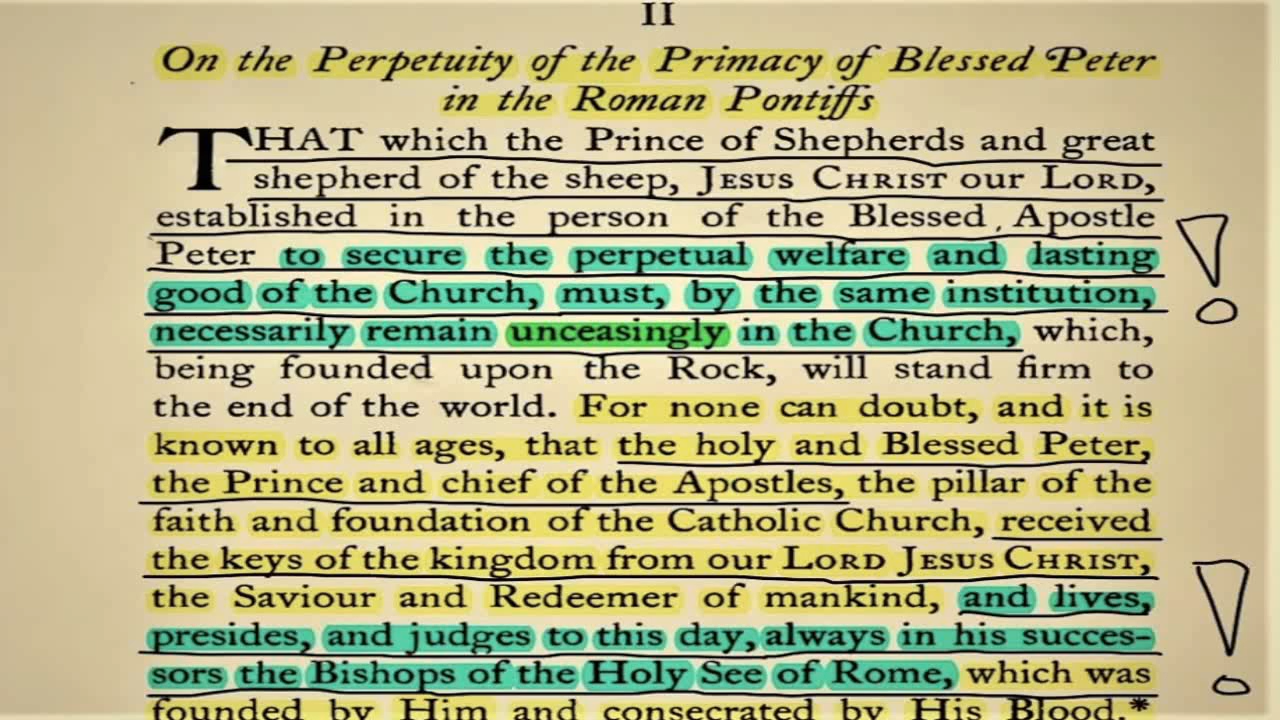 II
On the Perpetuity of the Primacy of Blessed Peter
in the Roman Pontiffs
THAT which the Prince of Shepherds and great
shepherd of the sheep, JESUS CHRIST our LORD,
established in the person of the Blessed Apostle
Peter to secure the perpetual welfare and lasting
good of the Church, must, by the same institution,
necessarily remain unceasingly in the Church, which,
being founded upon the Rock, will stand firm to
the end of the world. For none can doubt, and it is
known to all ages, that the holy and Blessed Peter,
the Prince and chief of the Apostles, the pillar of the
faith and foundation of the Catholic Church, received
the keys of the kingdom from our LORD JESUS CHRIST,
the Saviour and Redeemer of mankind, and lives,
presides, and judges to this day, always in his succes-
sors the Bishops of the Holy See of Rome, which was
founded by Him and consecrated by His Blood.*